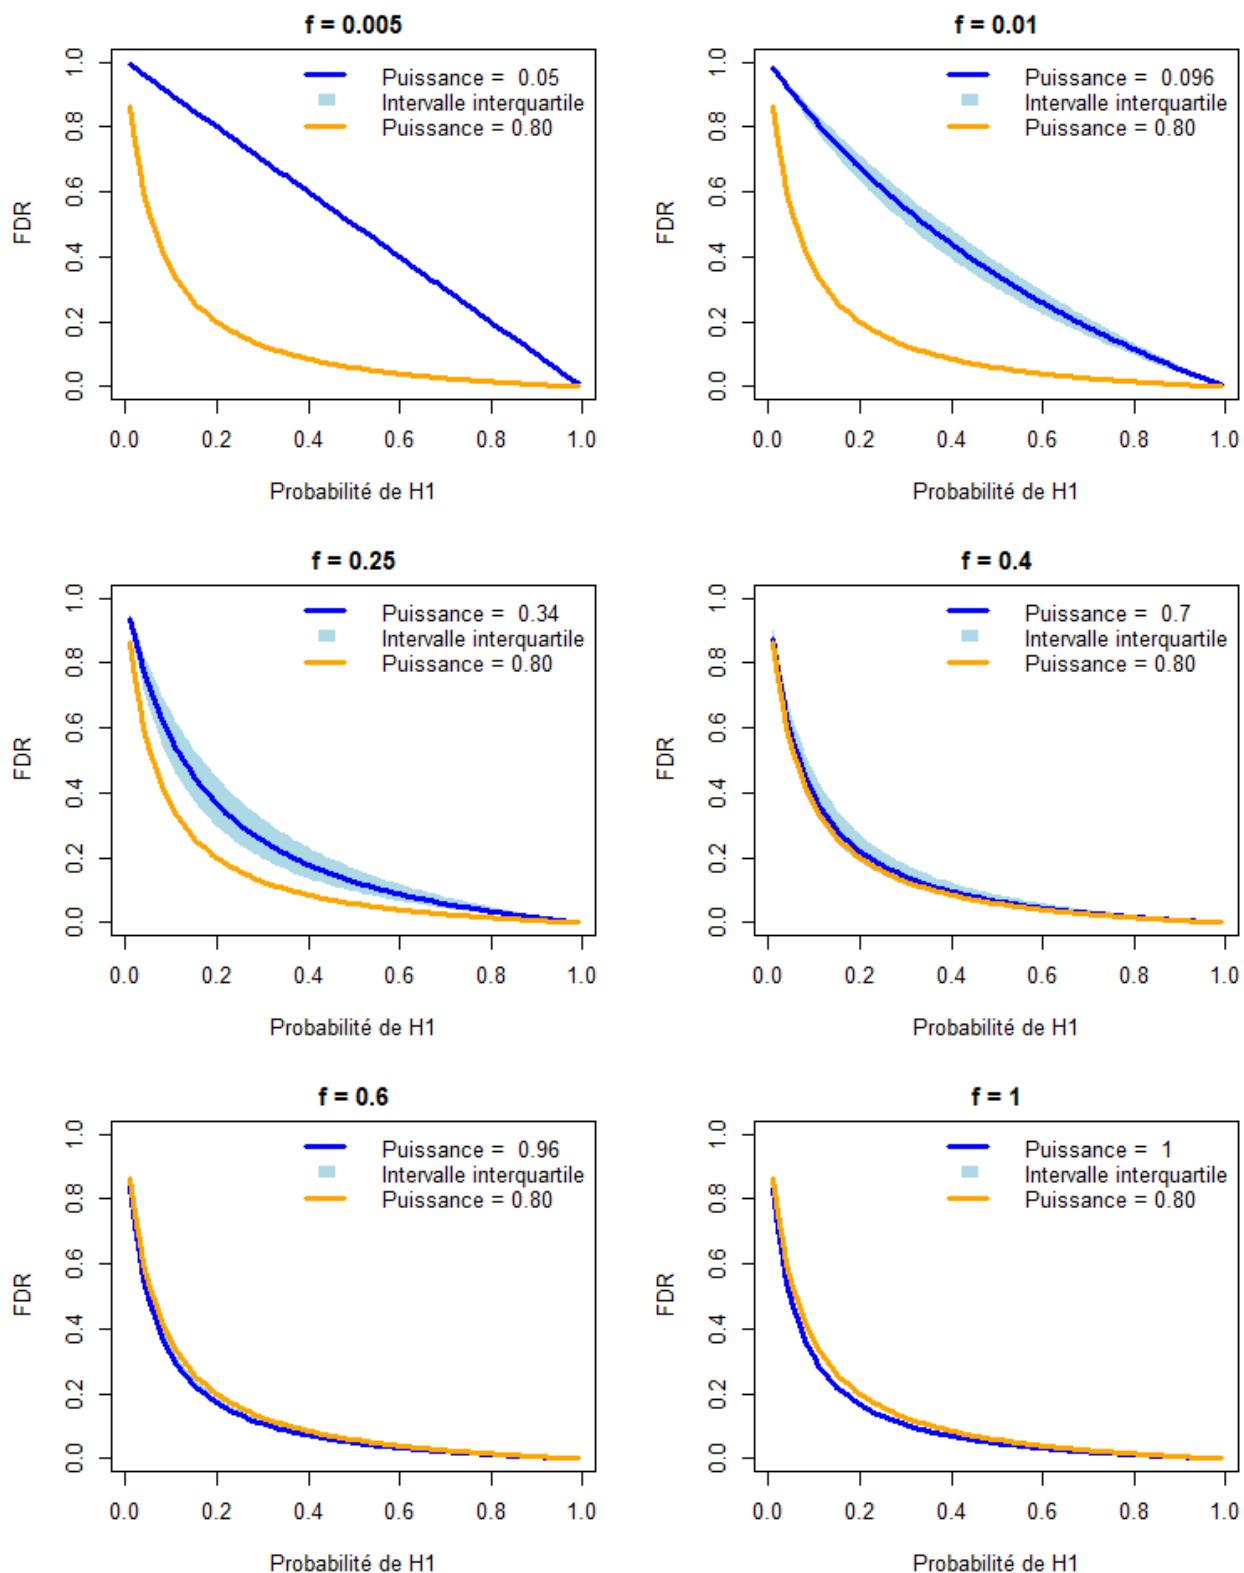 f = 0.005
Puissance = 0.05
Intervalle interquartile
Puissance = 0.80
FDR
1.0
0.8
0.6
0.4
0.2
0.0
0.0 0.2 0.4 0.6 0.8 1.0
Probabilité de H1
f = 0.01
Puissance = 0.096
Intervalle interquartile
Puissance = 0.80
FDR
1.0
0.8
0.6
0.4
0.2
0.0
0.0 0.2 0.4 0.6 0.8 1.0
Probabilité de H1
f = 0.25
Puissance = 0.34
Intervalle interquartile
Puissance = 0.80
FDR
1.0
0.8
0.6
0.4
0.2
0.0
0.0 0.2 0.4 0.6 0.8 1.0
Probabilité de H1
f = 0.4
Puissance = 0.7
Intervalle interquartile
Puissance = 0.80
FDR
1.0
0.8
0.6
0.4
0.2
0.0
0.0 0.2 0.4 0.6 0.8 1.0
Probabilité de H1
f = 0.6
Puissance = 0.96
Intervalle interquartile
Puissance = 0.80
FDR
1.0
0.8
0.6
0.4
0.2
0.0
0.0 0.2 0.4 0.6 0.8 1.0
Probabilité de H1
f = 1
Puissance = 1
Intervalle interquartile
Puissance = 0.80
FDR
1.0
0.8
0.6
0.4
0.2
0.0
0.0 0.2 0.4 0.6 0.8 1.0
Probabilité de H1